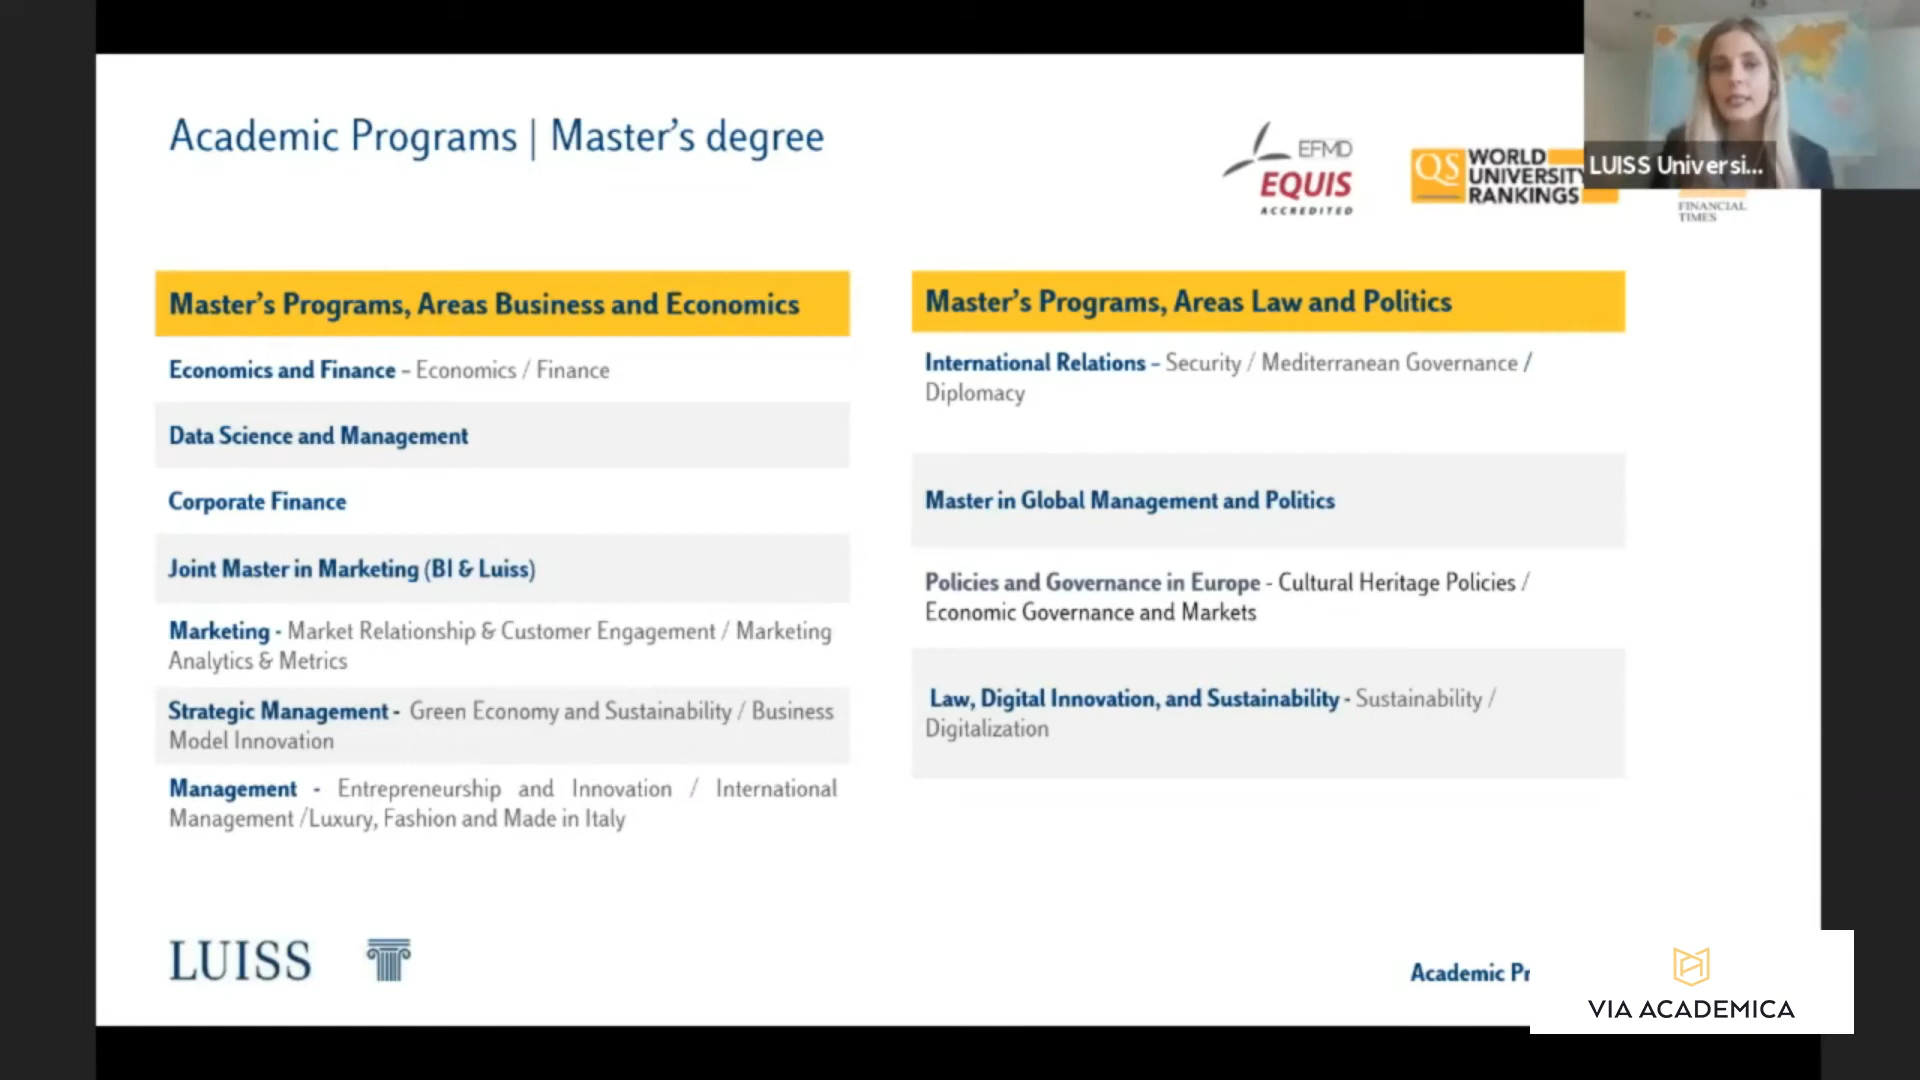 Academic Programs | Master's degree
EFMD
EQUIS
ACCREDITED
QS
WORLD
UNIVERSITY
RANKINGS
LUISS Universi...
FINANCIAL
TIMES
Master's Programs, Areas Business and Economics
Economics and Finance – Economics / Finance
Data Science and Management
Corporate Finance
Joint Master in Marketing (BI & Luiss)
Marketing - Market Relationship & Customer Engagement / Marketing
Analytics & Metrics
Strategic Management - Green Economy and Sustainability / Business
Model Innovation
Management - Entrepreneurship and Innovation / International
Management /Luxury, Fashion and Made in Italy
Master's Programs, Areas Law and Politics
International Relations – Security / Mediterranean Governance /
Diplomacy
Master in Global Management and Politics
Policies and Governance in Europe - Cultural Heritage Policies /
Economic Governance and Markets
Law, Digital Innovation, and Sustainability - Sustainability /
Digitalization
LUISS
Academic Pr
VIA ACADEMICA